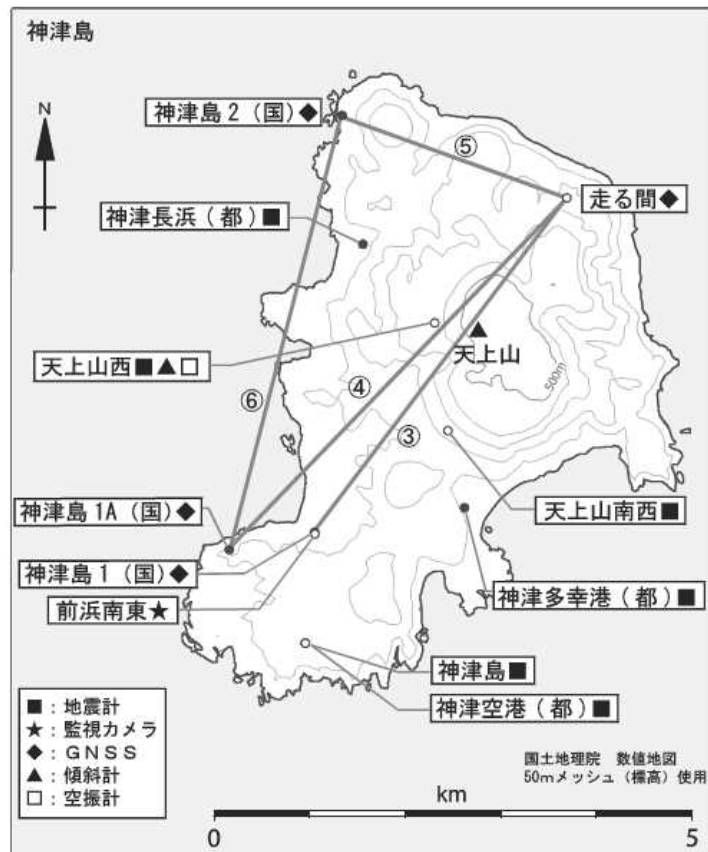 神津島
N
神津島2（国）◆
⑤
走る間◆
神津長浜（都）■
天上山西■▲□
天上山
500m
⑥
④
③
神津島1A（国）◆
天上山南西■
神津島1（国）◆
前浜南東★
神津多幸港（都）■
神津島■
神津空港（都）■
■：地震計
★：監視カメラ
◆：GNSS
▲：傾斜計
□：空振計
国土地理院　数値地図
50mメッシュ（標高）使用
km
0
5